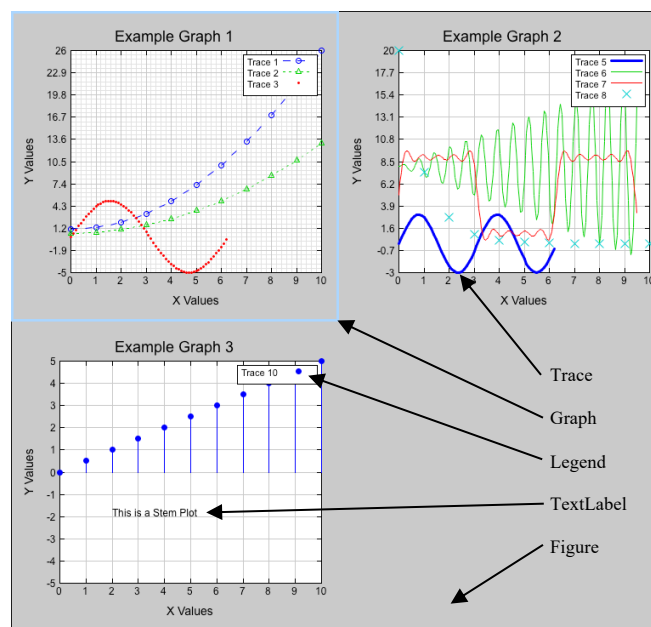 Example Graph 1
Trace 1
Trace 2
Trace 3
26
22.9
19.8
16.7
13.6
10.5
7.4
4.3
1.2
-1.9
-5
Y Values
0 1 2 3 4 5 6 7 8 9 10
X Values
Example Graph 2
Trace 5
Trace 6
Trace 7
Trace 8
20
17.7
15.4
13.1
10.8
8.5
6.2
3.9
1.6
-0.7
-3
Y Values
0 1 2 3 4 5 6 7 8 9 10
X Values
Example Graph 3
Trace 10
5
4
3
2
1
0
-1
-2
-3
-4
-5
Y Values
This is a Stem Plot
0 1 2 3 4 5 6 7 8 9 10
X Values
Trace
Graph
Legend
TextLabel
Figure